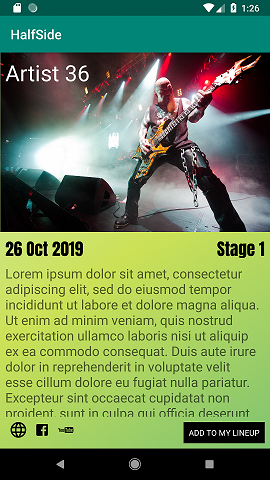 1:26
HalfSide
Artist 36
26 Oct 2019
Stage 1
Lorem ipsum dolor sit amet, consectetur
adipiscing elit, sed do eiusmod tempor
incididunt ut labore et dolore magna aliqua.
Ut enim ad minim veniam, quis nostrud
exercitation ullamco laboris nisi ut aliquip
ex ea commodo consequat. Duis aute irure
dolor in reprehenderit in voluptate velit
esse cillum dolore eu fugiat nulla pariatur.
Excepteur sint occaecat cupidatat non
proident, sunt in culpa qui officia deserunt
YouTube
ADD TO MY LINEUP